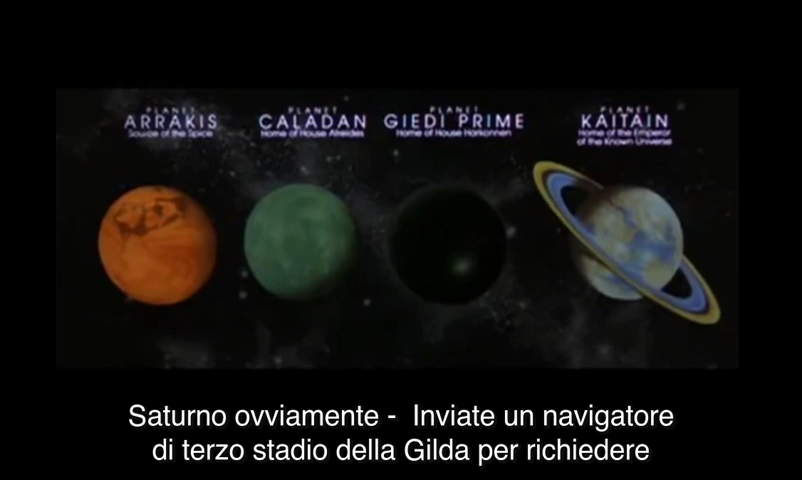 PLANET ARRAKIS
Source of the Spice
PLANET CALADAN
Home of House Atreides
PLANET GIEDI PRIME
Home of House Harkonnen
PLANET KAITAIN
Home of the Emperor
of the Known Universe
Saturno ovviamente - Inviate un navigatore
di terzo stadio della Gilda per richiedere